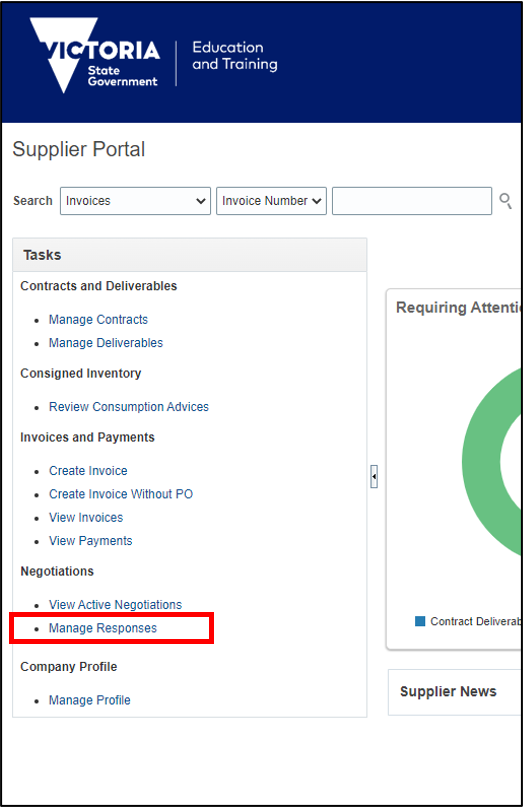 VICTORIA
State
Government
Education
and Training
Supplier Portal
Search Invoices Invoice Number
Tasks
Contracts and Deliverables
Manage Contracts
Manage Deliverables
Consigned Inventory
Review Consumption Advices
Invoices and Payments
Create Invoice
Create Invoice Without PO
View Invoices
View Payments
Negotiations
View Active Negotiations
Manage Responses
Company Profile
Manage Profile
Requiring Attenti
Contract Deliverab
Supplier News